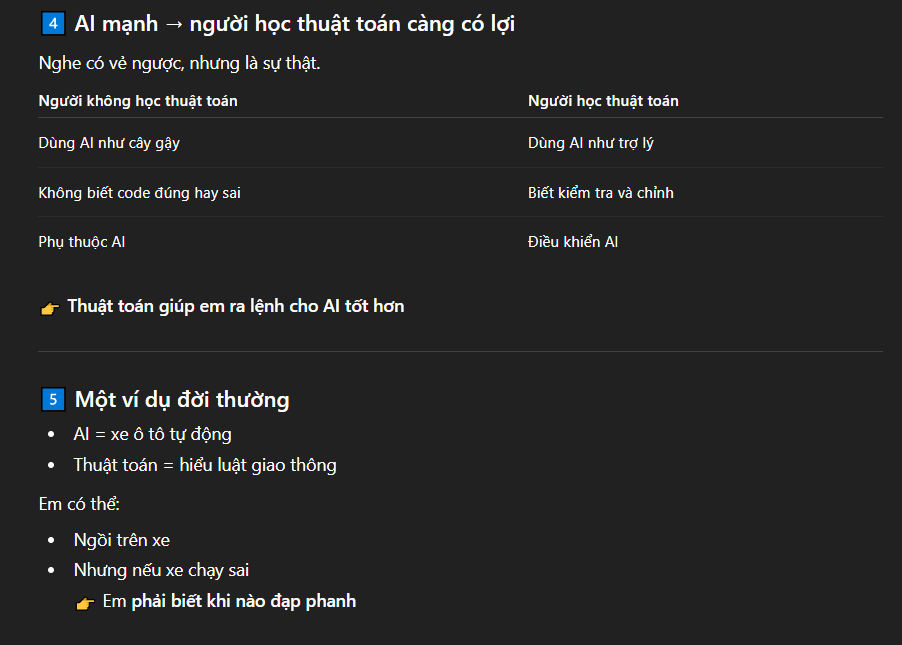 4 AI mạnh → người học thuật toán càng có lợi
Nghe có vẻ ngược, nhưng là sự thật.
Người không học thuật toán Người học thuật toán
Dùng AI như cây gậy Dùng AI như trợ lý
Không biết code đúng hay sai Biết kiểm tra và chỉnh
Phụ thuộc AI Điều khiển AI
👉 Thuật toán giúp em ra lệnh cho AI tốt hơn
5 Một ví dụ đời thường
• AI = xe ô tô tự động
• Thuật toán = hiểu luật giao thông
Em có thể:
• Ngồi trên xe
• Nhưng nếu xe chạy sai
👉 Em phải biết khi nào đạp phanh